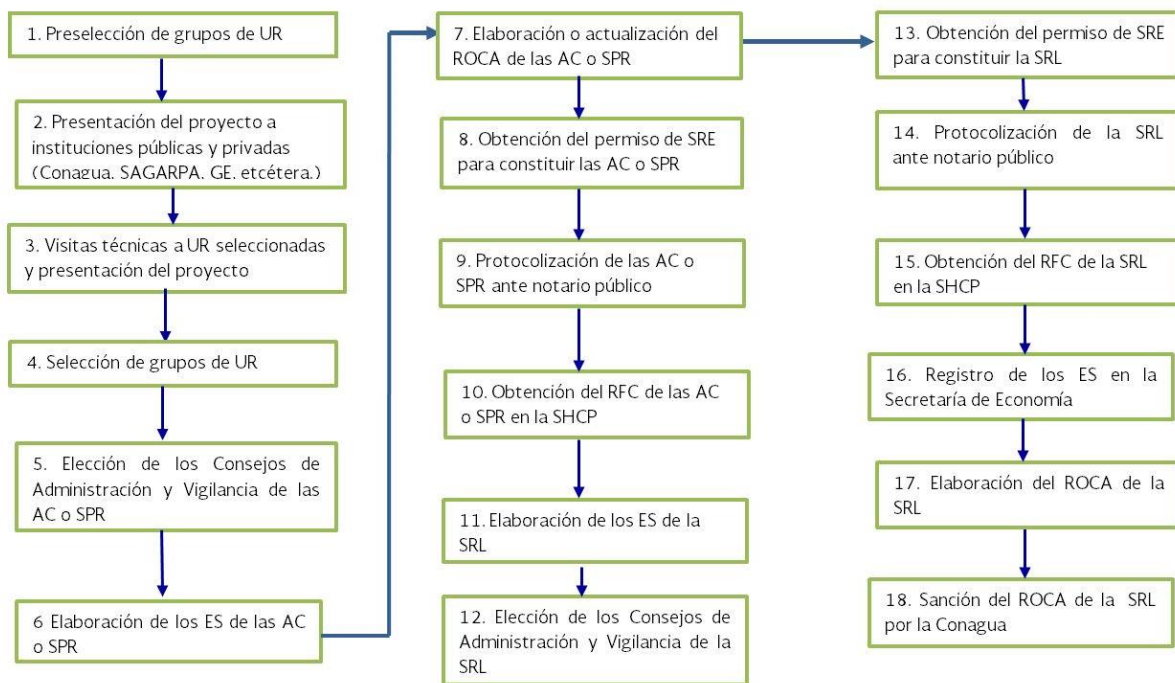 1. Preselección de grupos de UR
2. Presentación del proyecto a
instituciones públicas y privadas
(Conagua, SAGARPA, GE, etcétera.)
3. Visitas técnicas a UR seleccionadas
y presentación del proyecto
4. Selección de grupos de UR
5. Elección de los Consejos de
Administración y Vigilancia de las
AC o SPR
6 Elaboración de los ES de las AC
o SPR
7. Elaboración o actualización del
ROCA de las AC o SPR
8. Obtención del permiso de SRE
para constituir las AC o SPR
9. Protocolización de las AC o
SPR ante notario público
10. Obtención del RFC de las AC
o SPR en la SHCP
11. Elaboración de los ES de la
SRL
12. Elección de los Consejos de
Administración y Vigilancia de la
SRL
13. Obtención del permiso de SRE
para constituir la SRL
14. Protocolización de la SRL
ante notario público
15. Obtención del RFC de la SRL
en la SHCP
16. Registro de los ES en la
Secretaría de Economía
17. Elaboración del ROCA de la
SRL
18. Sanción del ROCA de la SRL
por la Conagua